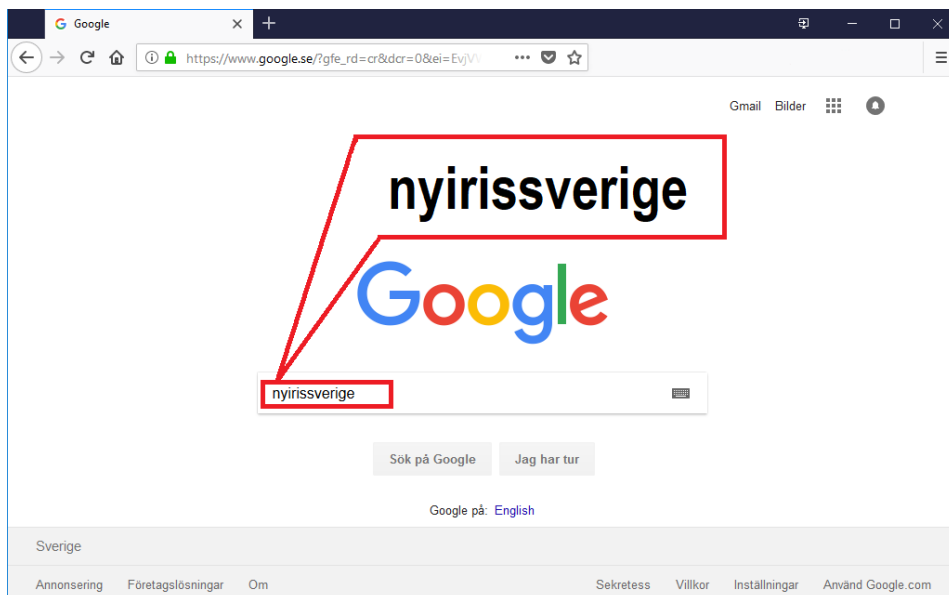 Google
https://www.google.se/?gfe_rd=cr&dcr=0&ei=EvjV
Gmail Bilder
nyirissverige
Google
nyirissverige
Sök på Google Jag har tur
Google på: English
Sverige
Annonsering Företagslösningar Om Sekretess Villkor Inställningar Använd Google.com